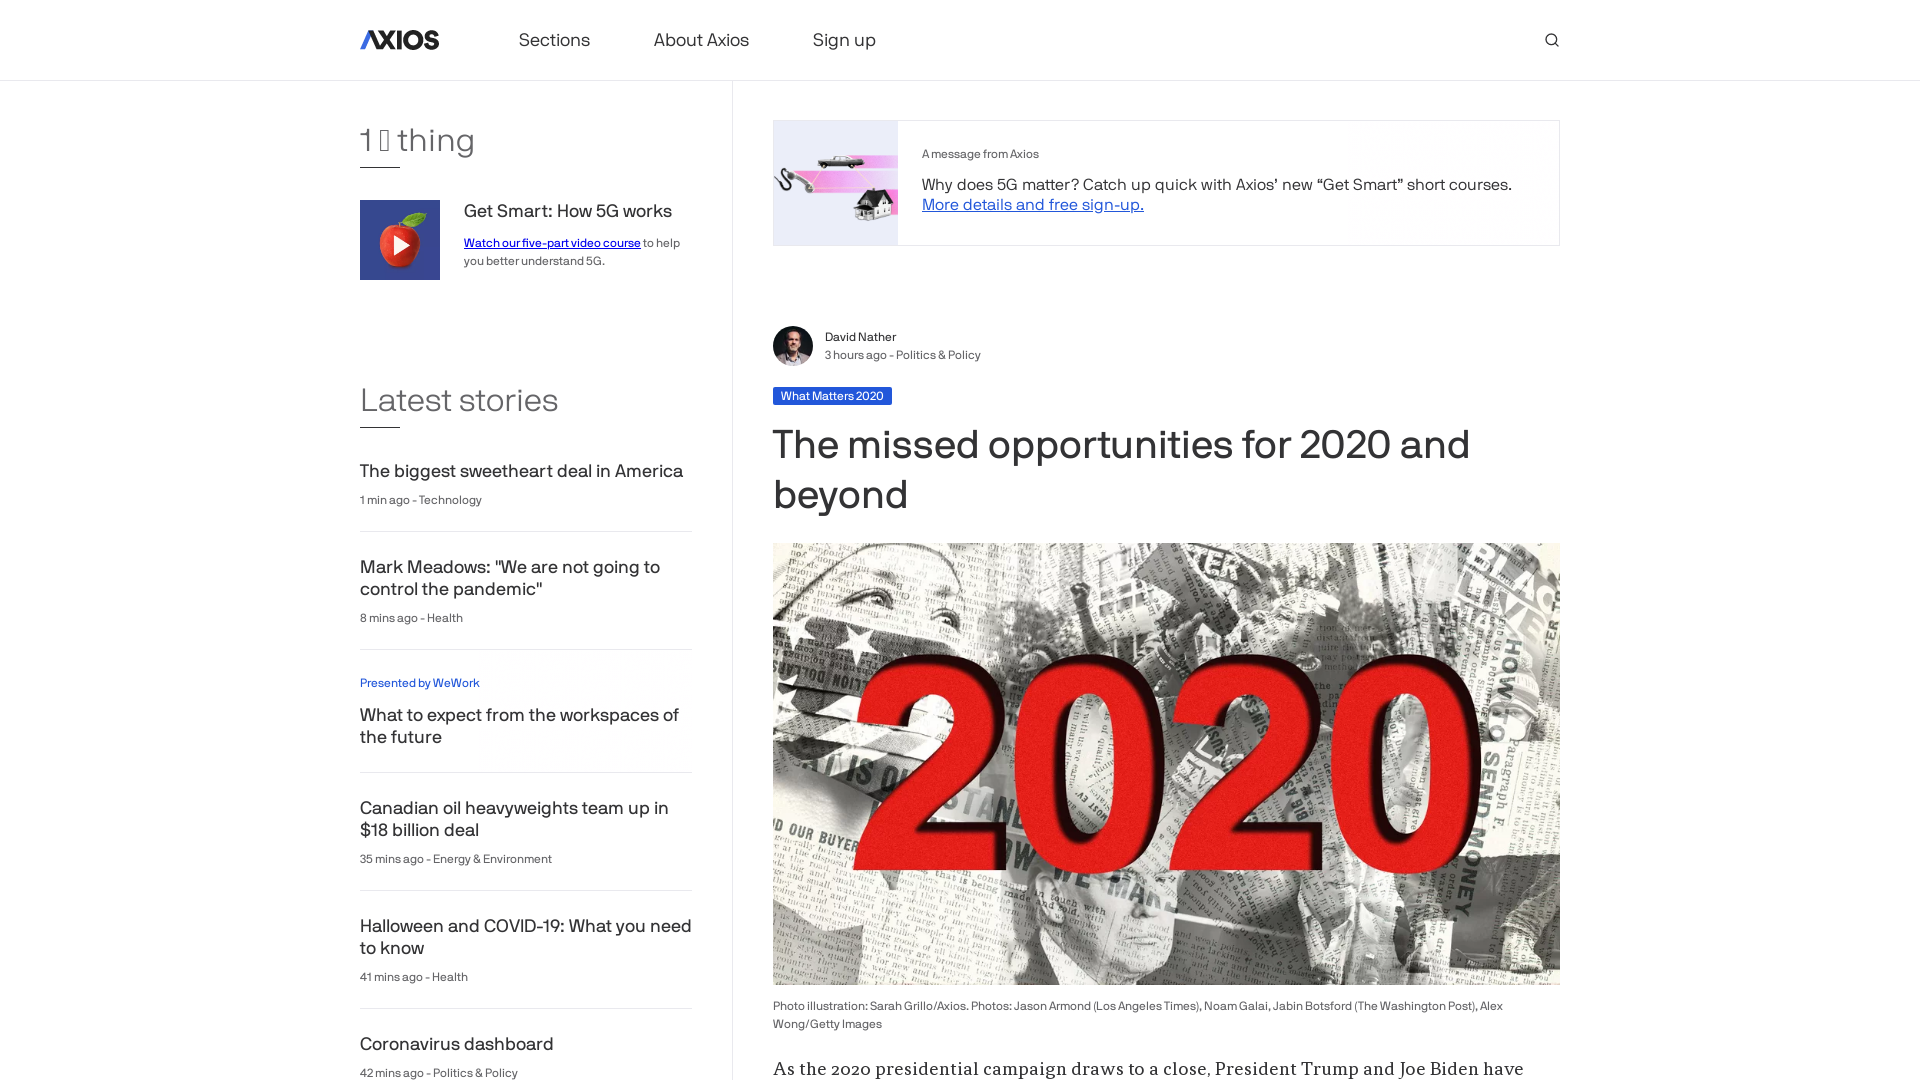 AXIOS
Sections
About Axios
Sign up
1 thing
Get Smart: How 5G works
Watch our five-part video course to help
you better understand 5G.
Latest stories
The biggest sweetheart deal in America
1 min ago - Technology
Mark Meadows: "We are not going to
control the pandemic"
8 mins ago - Health
Presented by WeWork
What to expect from the workspaces of
the future
Canadian oil heavyweights team up in
$18 billion deal
35 mins ago - Energy & Environment
Halloween and COVID-19: What you need
to know
41 mins ago - Health
Coronavirus dashboard
42 mins ago - Politics & Policy
A message from Axios
Why does 5G matter? Catch up quick with Axios’ new “Get Smart” short courses.
More details and free sign-up.
David Nather
3 hours ago - Politics & Policy
What Matters 2020
The missed opportunities for 2020 and
beyond
2020
Photo illustration: Sarah Grillo/Axios. Photos: Jason Armond (Los Angeles Times), Noam Galai, Jabin Botsford (The Washington Post), Alex
Wong/Getty Images
As the 2020 presidential campaign draws to a close, President Trump and Joe Biden have